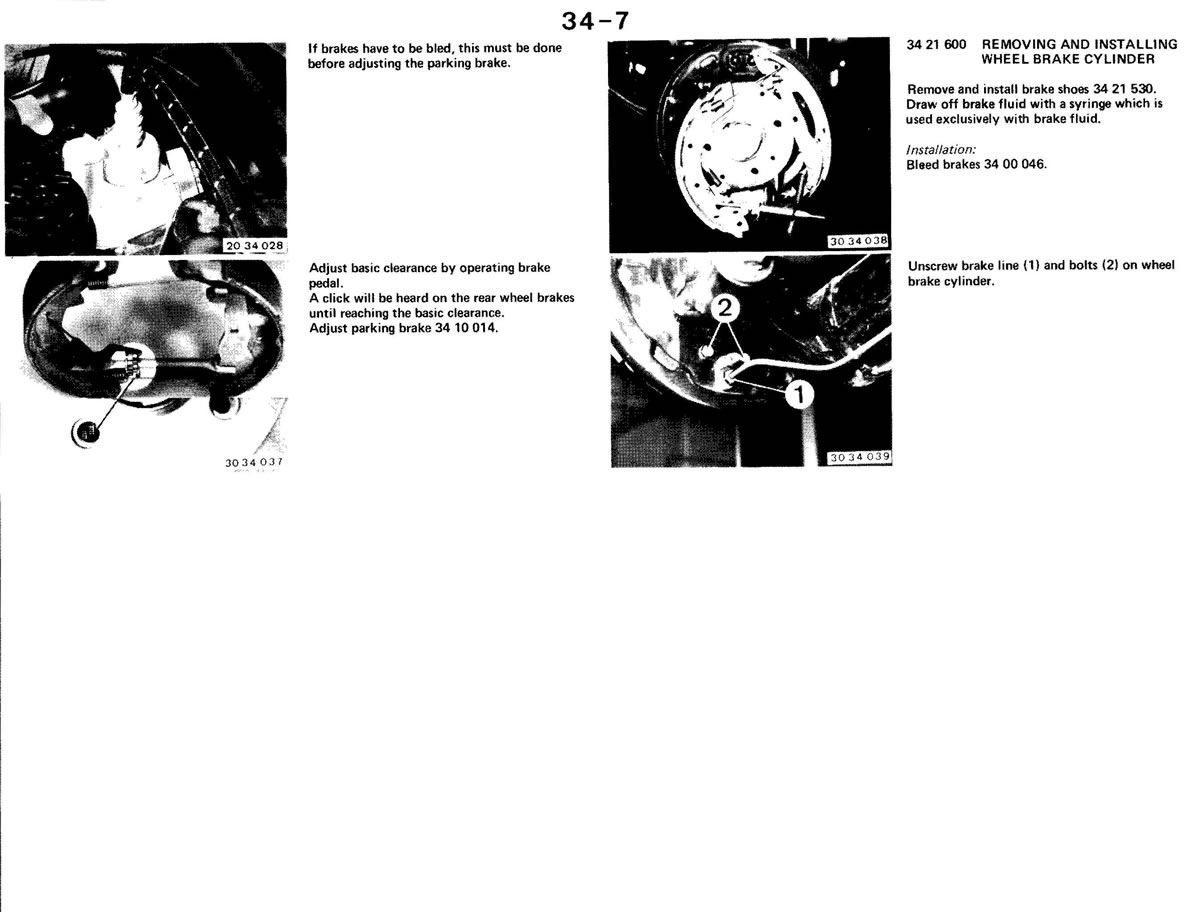 34-7
If brakes have to be bled, this must be done
before adjusting the parking brake.
20 34 028
Adjust basic clearance by operating brake
pedal.
A click will be heard on the rear wheel brakes
until reaching the basic clearance.
Adjust parking brake 34 10 014.
30 34 037
34 21 600 REMOVING AND INSTALLING
WHEEL BRAKE CYLINDER
Remove and install brake shoes 34 21 530.
Draw off brake fluid with a syringe which is
used exclusively with brake fluid.
Installation:
Bleed brakes 34 00 046.
30 34 038
Unscrew brake line (1) and bolts (2) on wheel
brake cylinder.
2
1
30 34 039